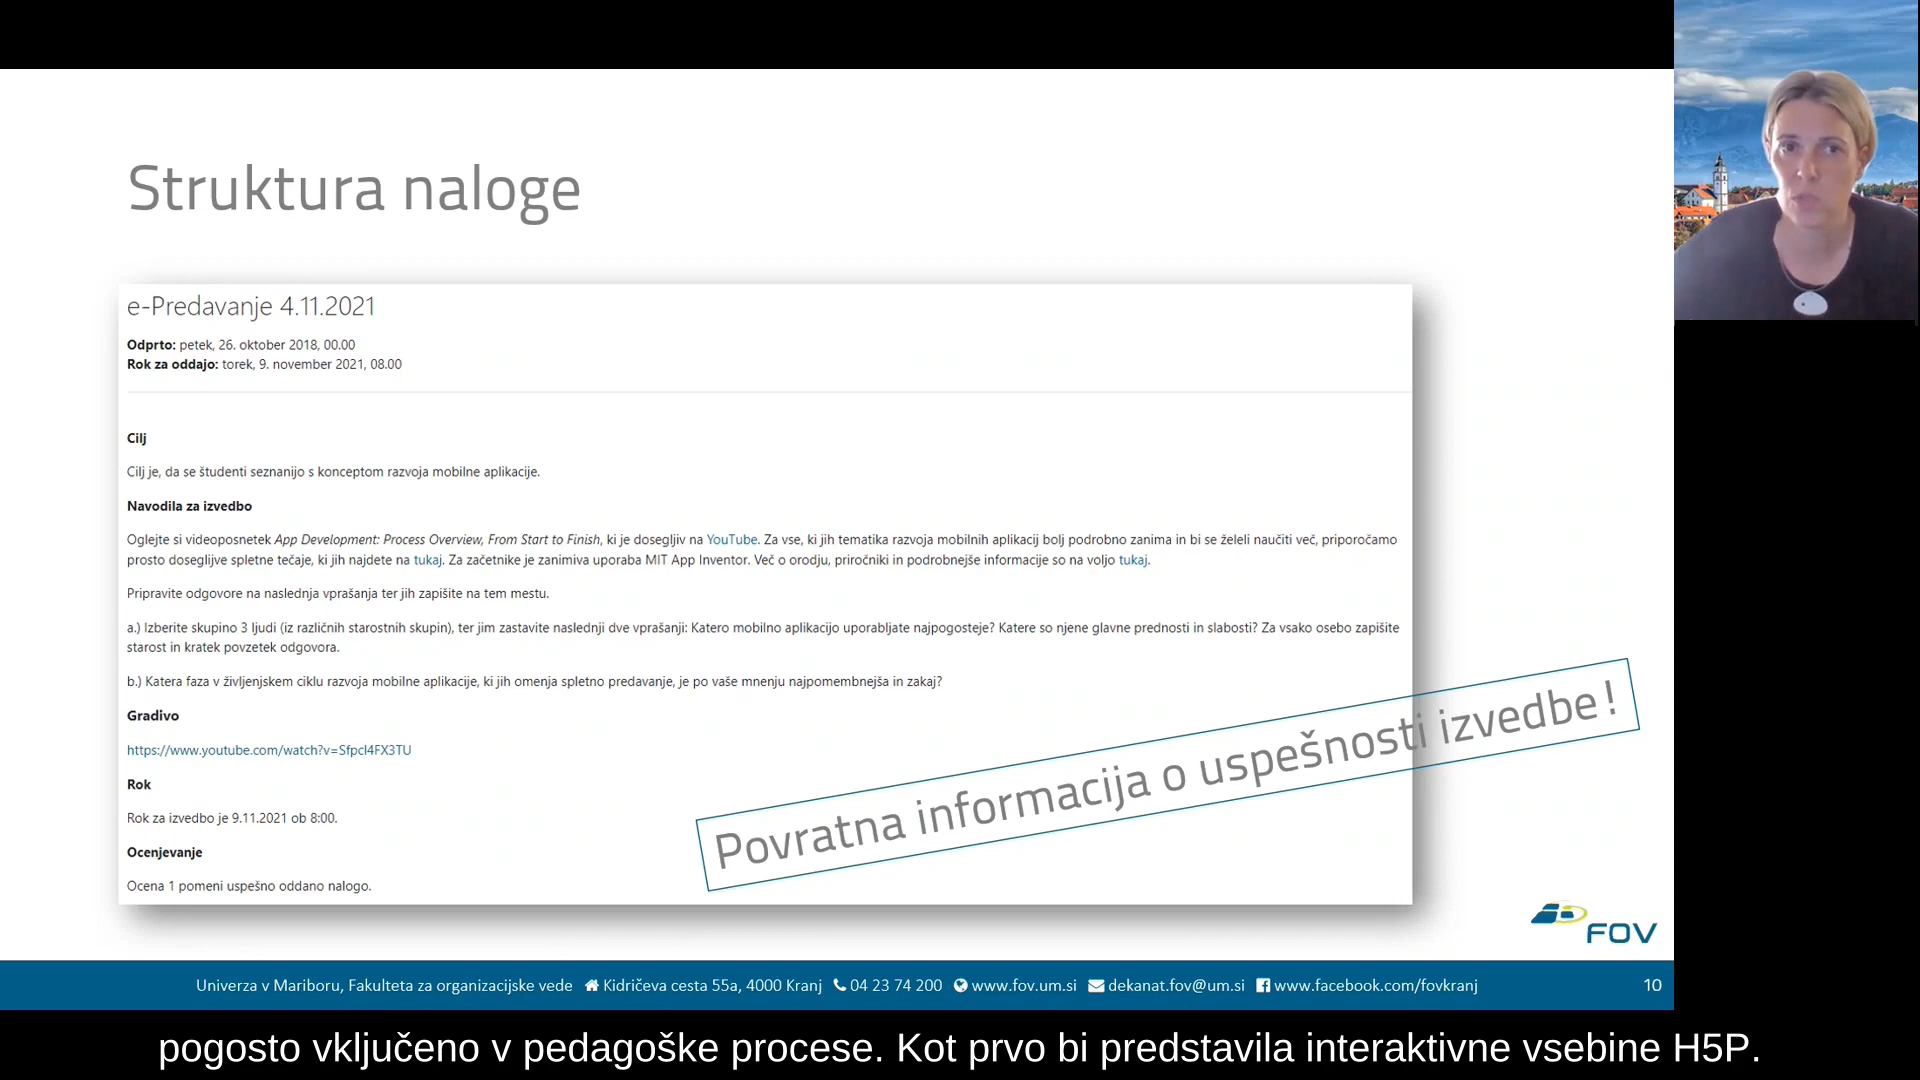 Struktura naloge
e-Predavanje 4.11.2021
Odprto: petek, 26. oktober 2018, 00.00
Rok za oddajo: torek, 9. november 2021, 08.00
Cilj
Cilj je, da se študenti seznanijo s konceptom razvoja mobilne aplikacije.
Navodila za izvedbo
Oglejte si videoposnetek App Development: Process Overview, From Start to Finish, ki je dosegljiv na YouTube. Za vse, ki jih tematika razvoja mobilnih aplikacij bolj podrobno zanima in bi se želeli naučiti več, priporočamo
prosto dosegljive spletne tečaje, ki jih najdete na tukaj. Za začetnike je zanimiva uporaba MIT App Inventor. Več o orodju, priročniki in podrobnejše informacije so na voljo tukaj.
Pripravite odgovore na naslednja vprašanja ter jih zapišite na tem mestu.
a.) Izberite skupino 3 ljudi (iz različnih starostnih skupin), ter jim zastavite naslednji dve vprašanji: Katero mobilno aplikacijo uporabljate najpogosteje? Katere so njene glavne prednosti in slabosti? Za vsako osebo zapišite
starost in kratek povzetek odgovora.
b.) Katera faza v življenjskem ciklu razvoja mobilne aplikacije, ki jih omenja spletno predavanje, je po vaše mnenju najpomembnejša in zakaj?
Gradivo
https://www.youtube.com/watch?v=SfpcI4FX3TU
Rok
Rok za izvedbo je 9.11.2021 ob 8:00.
Ocenjevanje
Ocena 1 pomeni uspešno oddano nalogo.
Povratna informacija o uspešnosti izvedbe!
FOV
Univerza v Mariboru, Fakulteta za organizacijske vede Kidričeva cesta 55a, 4000 Kranj 04 23 74 200 www.fov.um.si dekanat.fov@um.si www.facebook.com/fovkranj 10
pogosto vključeno v pedagoške procese. Kot prvo bi predstavila interaktivne vsebine H5P.